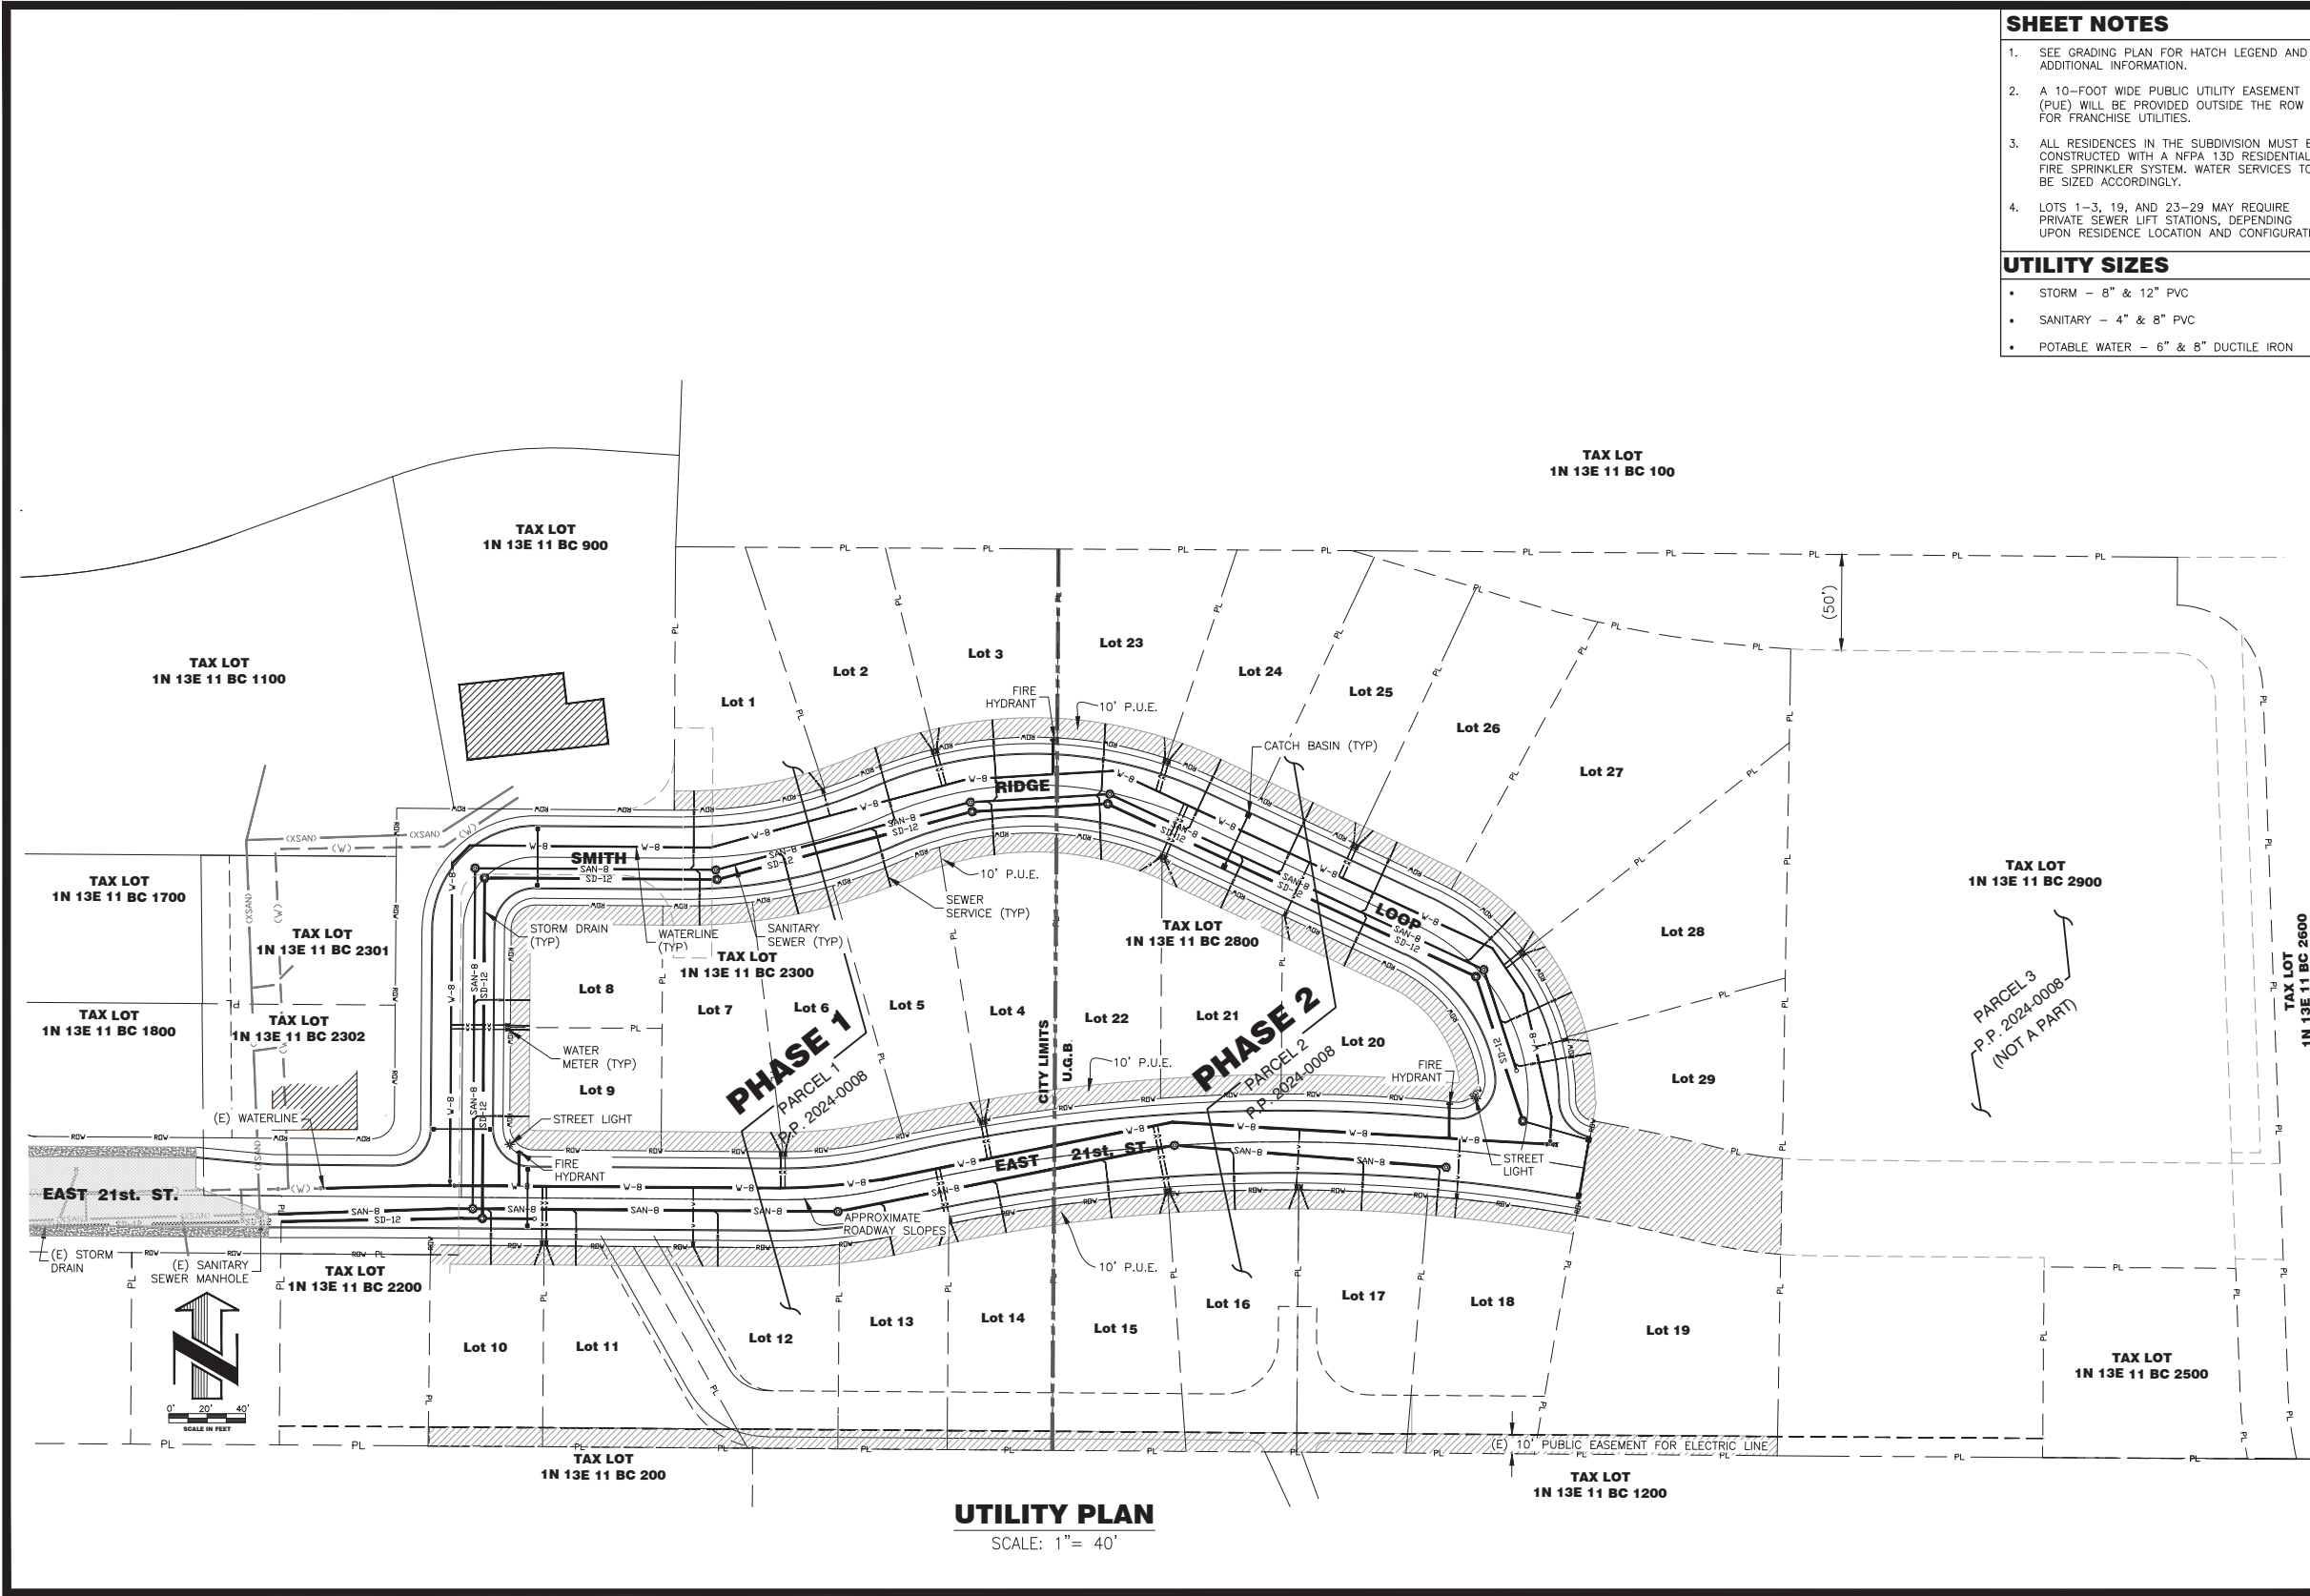 SHEET NOTES
1. SEE GRADING PLAN FOR HATCH LEGEND AND
ADDITIONAL INFORMATION.
2. A 10-FOOT WIDE PUBLIC UTILITY EASEMENT
(PUE) WILL BE PROVIDED OUTSIDE THE ROW
FOR FRANCHISE UTILITIES.
3. ALL RESIDENCES IN THE SUBDIVISION MUST
CONSTRUCTED WITH A NFPA 13D RESIDENTIAL
FIRE SPRINKLER SYSTEM. WATER SERVICES
BE SIZED ACCORDINGLY.
4. LOTS 1-3, 19, AND 23-29 MAY REQUIRE
PRIVATE SEWER LIFT STATIONS, DEPENDING
UPON RESIDENCE LOCATION AND
UTILITY SIZES
• STORM - 8" & 12" PVC
• SANITARY - 4" & 8" PVC
• POTABLE WATER - 6" & 8" DUCTILE IRON
TAX LOT
1N 13E 11 BC 100
TAX LOT
1N 13E 11 BC 900
TAX LOT
1N 13E 11 BC 1100
(50')
Lot 1
Lot 2
Lot 3
Lot 23
Lot 24
Lot 25
Lot 26
Lot 27
Lot 28
Lot 29
FIRE
HYDRANT
10' P.U.E.
CATCH BASIN (TYP)
SMITH
RIDGE
LOOP
TAX LOT
1N 13E 11 BC 1700
TAX LOT
1N 13E 11 BC 2301
TAX LOT
1N 13E 11 BC 1800
TAX LOT
1N 13E 11 BC 2302
STORM DRAIN
(TYP)
WATERLINE
(TYP)
SANITARY
SEWER (TYP)
SEWER
SERVICE (TYP)
10' P.U.E.
TAX LOT
1N 13E 11 BC 2300
TAX LOT
1N 13E 11 BC 2800
TAX LOT
1N 13E 11 BC 2900
TAX LOT
1N 13E 11 BC 2600
Lot 8
Lot 7
Lot 6
Lot 5
Lot 4
Lot 22
Lot 21
Lot 20
Lot 9
WATER
METER (TYP)
STREET LIGHT
FIRE
HYDRANT
PHASE 1
PARCEL 1
P.P. 2024-0008
CITY LIMITS
U.G.B.
10' P.U.E.
PHASE 2
PARCEL 2
P.P. 2024-0008
FIRE
HYDRANT
STREET
LIGHT
PARCEL 3
P.P. 2024-0008
(NOT A PART)
(E) WATERLINE
EAST 21st. ST.
EAST 21st. ST.
APPROXIMATE
ROADWAY SLOPES
10' P.U.E.
(E) STORM
DRAIN
(E) SANITARY
SEWER MANHOLE
TAX LOT
1N 13E 11 BC 2200
Lot 10
Lot 11
Lot 12
Lot 13
Lot 14
Lot 15
Lot 16
Lot 17
Lot 18
Lot 19
TAX LOT
1N 13E 11 BC 2500
0' 20' 40'
SCALE IN FEET
(E) 10' PUBLIC EASEMENT FOR ELECTRIC LINE
TAX LOT
1N 13E 11 BC 200
TAX LOT
1N 13E 11 BC 1200
UTILITY PLAN
SCALE: 1"= 40'